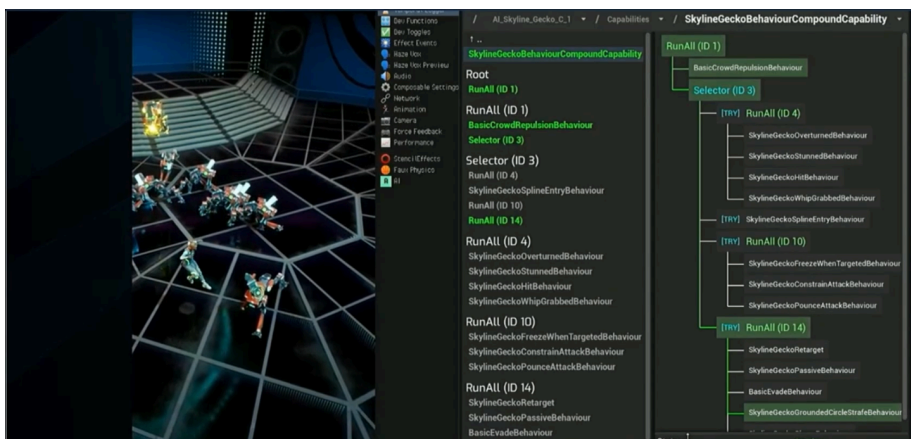 Dev Functions
Dev Toggles
Effect Events
Haze Vox
Haze Vox Preview
Audio
Composable Settings
Network
Animation
Camera
Force Feedback
Performance
Stencil Effects
Faux Physics
AI
/ AI_Skyline_Gecko_C_1 / Capabilities / SkylineGeckoBehaviourCompoundCapability
↑ ..
SkylineGeckoBehaviourCompoundCapability
Root
RunAll (ID 1)
RunAll (ID 1)
BasicCrowdRepulsionBehaviour
Selector (ID 3)
Selector (ID 3)
RunAll (ID 4)
SkylineGeckoSplineEntryBehaviour
RunAll (ID 10)
RunAll (ID 14)
RunAll (ID 4)
SkylineGeckoOverturnedBehaviour
SkylineGeckoStunnedBehaviour
SkylineGeckoHitBehaviour
SkylineGeckoWhipGrabbedBehaviour
RunAll (ID 10)
SkylineGeckoFreezeWhenTargetedBehaviour
SkylineGeckoConstrainAttackBehaviour
SkylineGeckoPounceAttackBehaviour
RunAll (ID 14)
SkylineGeckoRetarget
SkylineGeckoPassiveBehaviour
BasicEvadeBehaviour
RunAll (ID 1)
BasicCrowdRepulsionBehaviour
Selector (ID 3)
[TRY] RunAll (ID 4)
SkylineGeckoOverturnedBehaviour
SkylineGeckoStunnedBehaviour
SkylineGeckoHitBehaviour
SkylineGeckoWhipGrabbedBehaviour
[TRY] SkylineGeckoSplineEntryBehaviour
[TRY] RunAll (ID 10)
SkylineGeckoFreezeWhenTargetedBehaviour
SkylineGeckoConstrainAttackBehaviour
SkylineGeckoPounceAttackBehaviour
[TRY] RunAll (ID 14)
SkylineGeckoRetarget
SkylineGeckoPassiveBehaviour
BasicEvadeBehaviour
SkylineGeckoGroundedCircleStrafeBehaviour